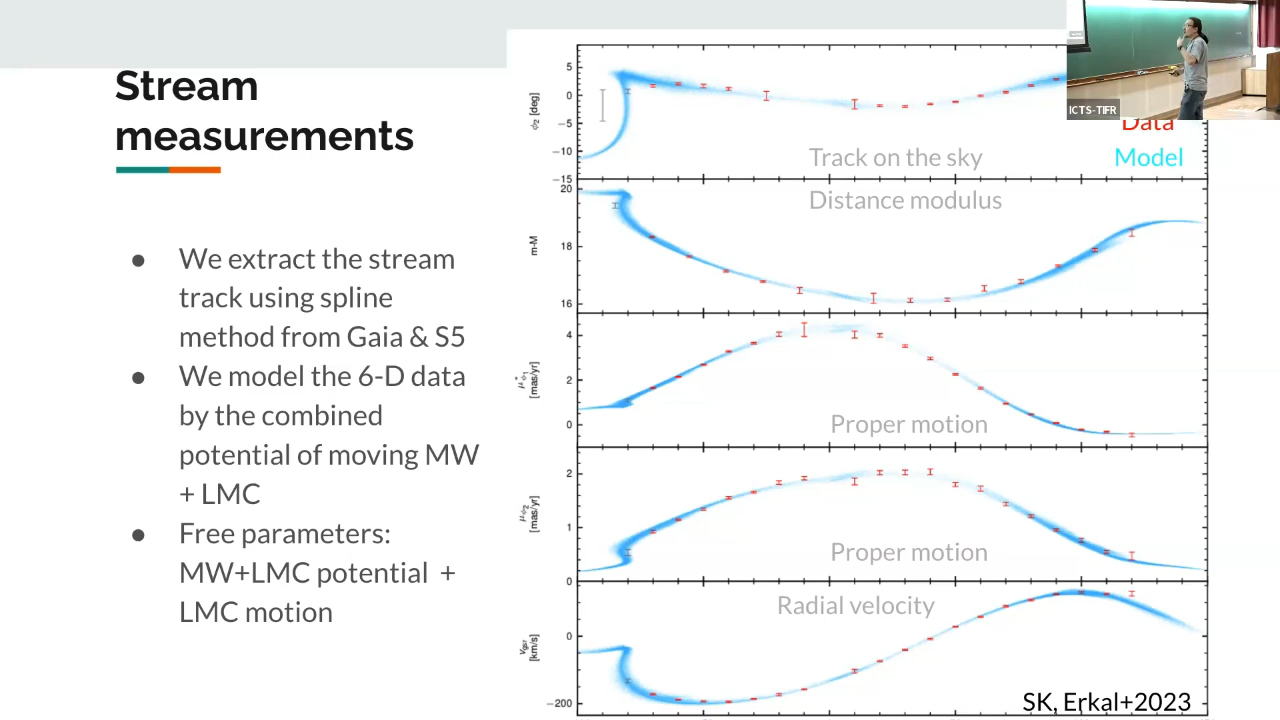 Stream
measurements
● We extract the stream
track using spline
method from Gaia & S5
● We model the 6-D data
by the combined
potential of moving MW
+ LMC
● Free parameters:
MW+LMC potential +
LMC motion
ϕ₂ [deg]
5
0
−5
−10
−15
Track on the sky
Data
Model
ICTS-TIFR
m-M
20
18
16
Distance modulus
[mas/yr]
4
2
0
Proper motion
[mas/yr]
2
1
0
Proper motion
[km/s]
0
−200
Radial velocity
SK, Erkal+2023